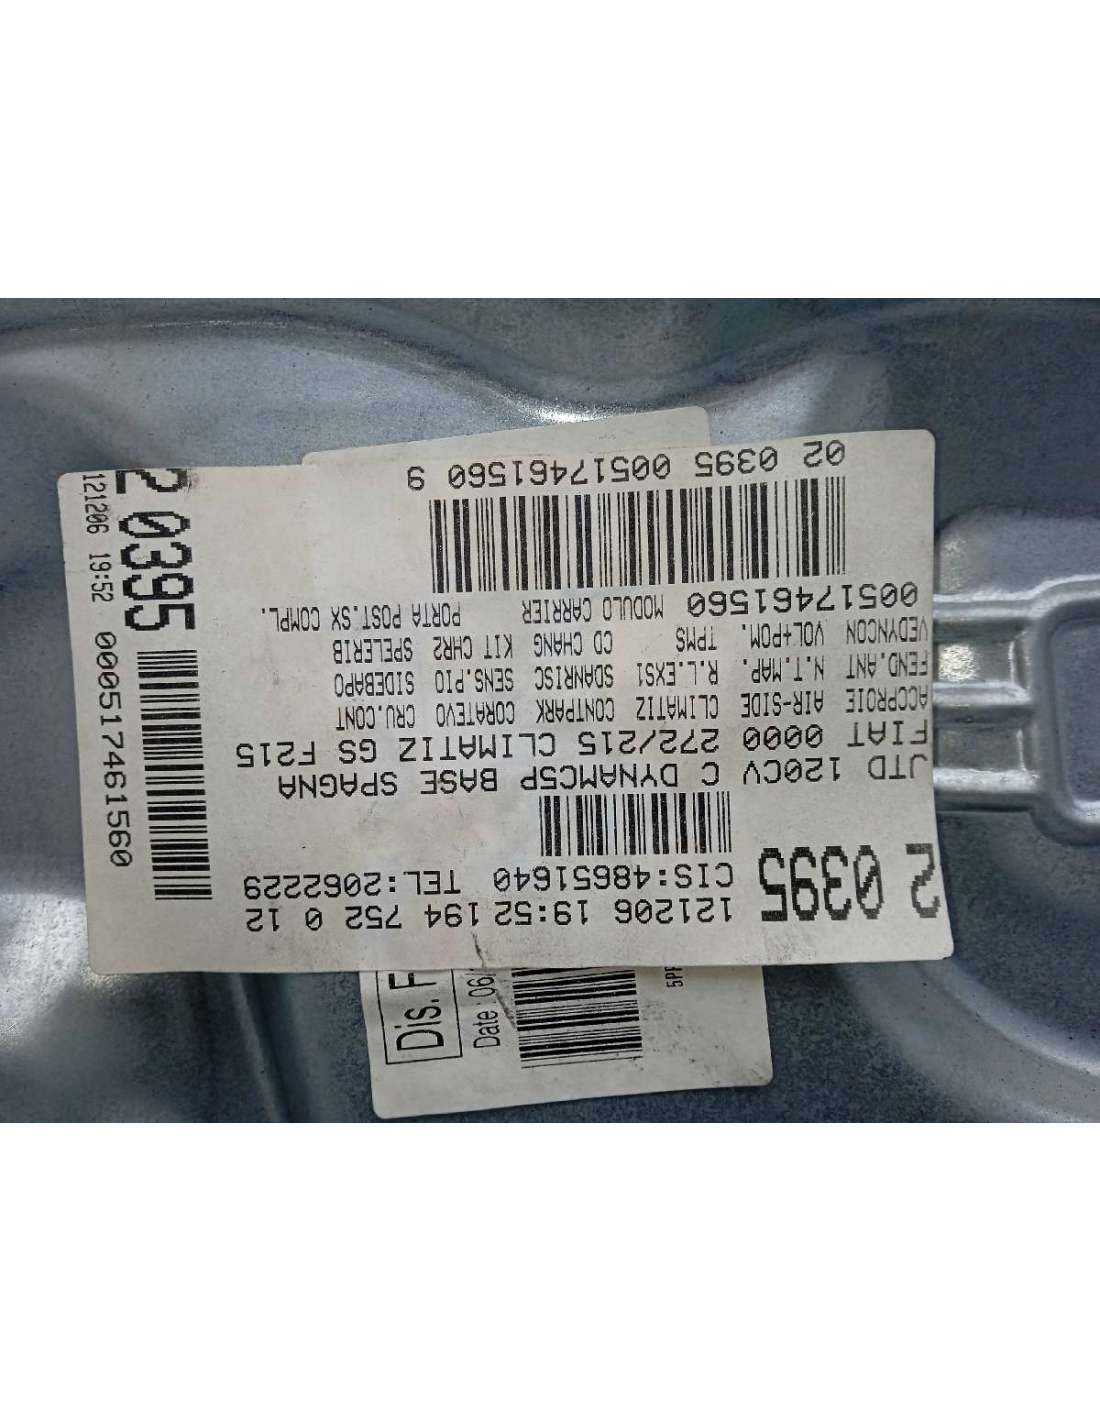 2 0395
121206 19:52 194 752 0 12
CIS:48651640 TEL:2062229
JTD 120CV C DYNAMC5P BASE SPAGNA
FIAT 0000 272/215 CLIMATIZ GS F215
ACCPROIE AIR-SIDE CLIMATIZ CONTPARK CORATEVO CRU.CONT
FEND.ANT N.T.MAP. R.L.EXS1 SDANRISC SENS.PIO SIDEBAPO
VEDYNCON VOL+POM. TPMS CD CHANG KIT CHR2 SPELERIB
00517461560 MODULO CARRIER PORTA POST.SX COMPL.
02 0395 00517461560 9
2 0395
121206 19:52 000517461560
Dis. F
Date : 06/